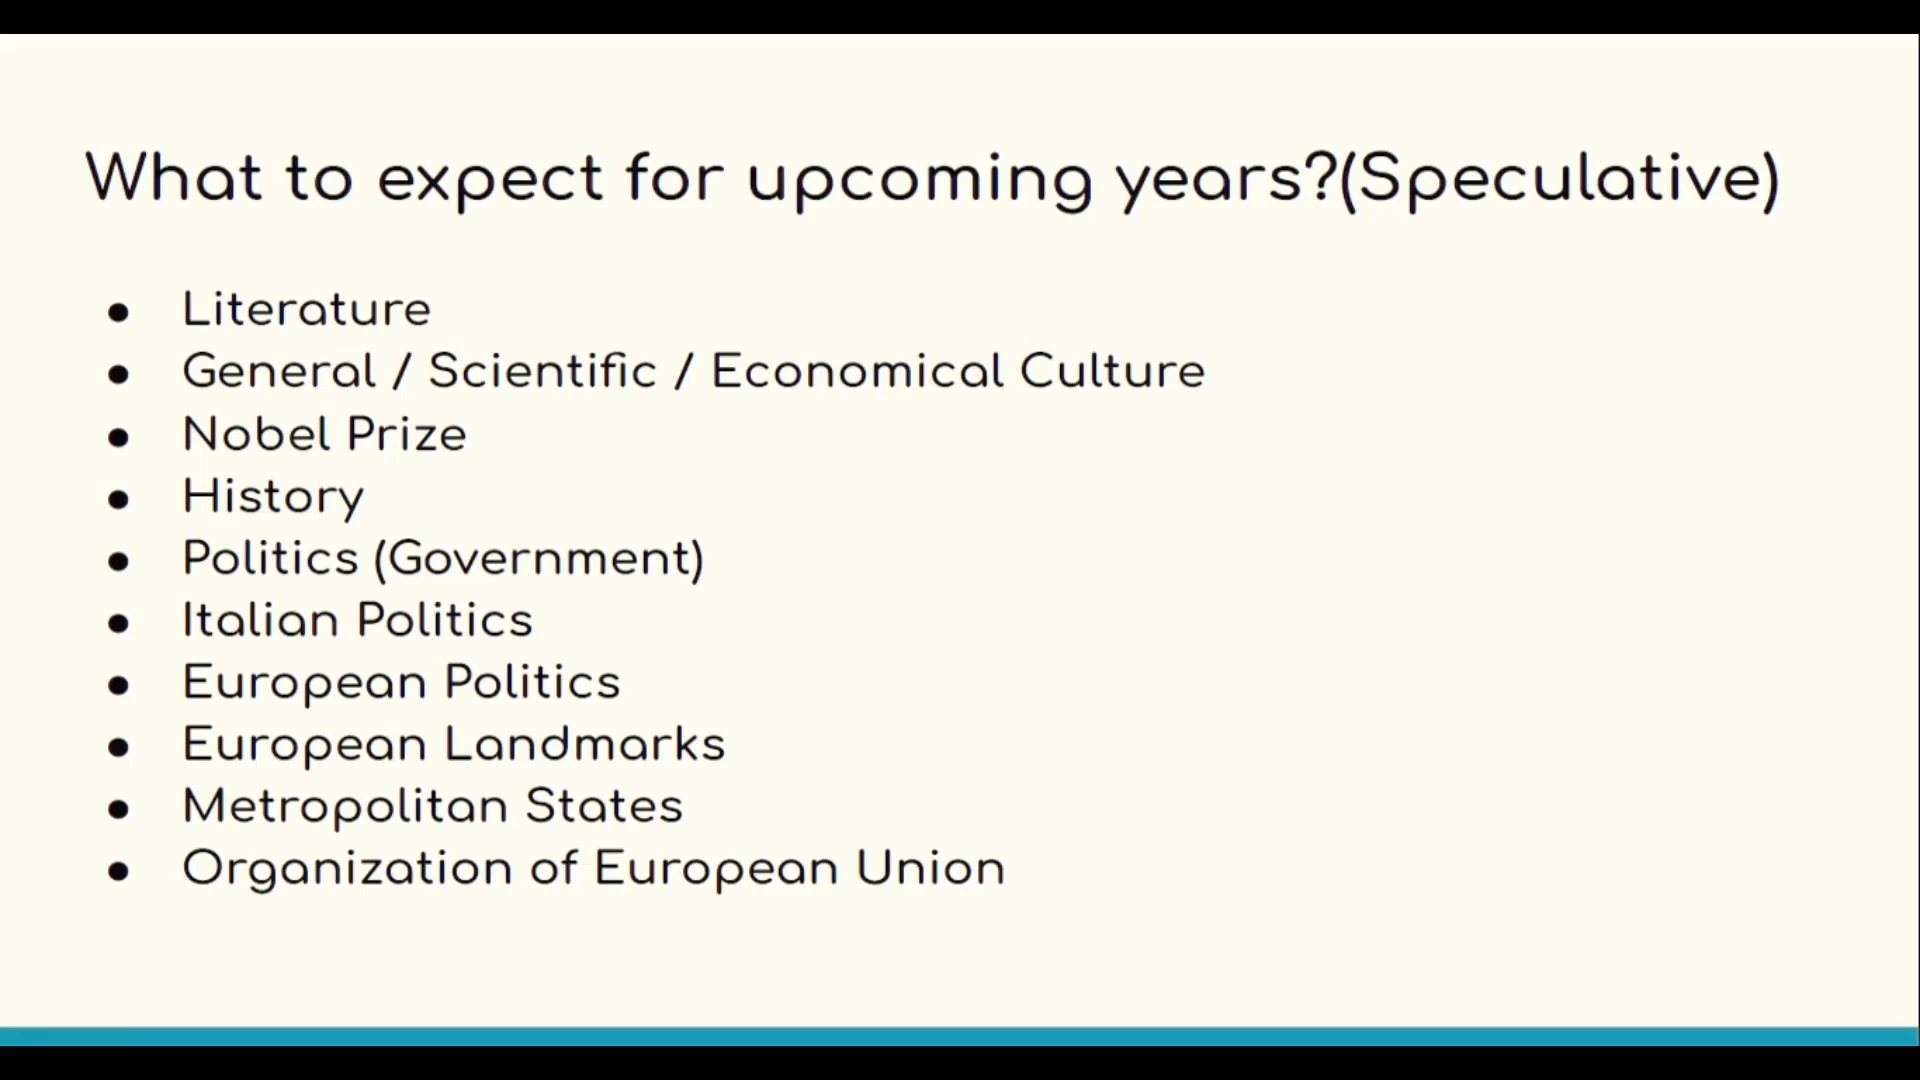 What to expect for upcoming years?(Speculative)
● Literature
● General / Scientific / Economical Culture
● Nobel Prize
● History
● Politics (Government)
● Italian Politics
● European Politics
● European Landmarks
● Metropolitan States
● Organization of European Union